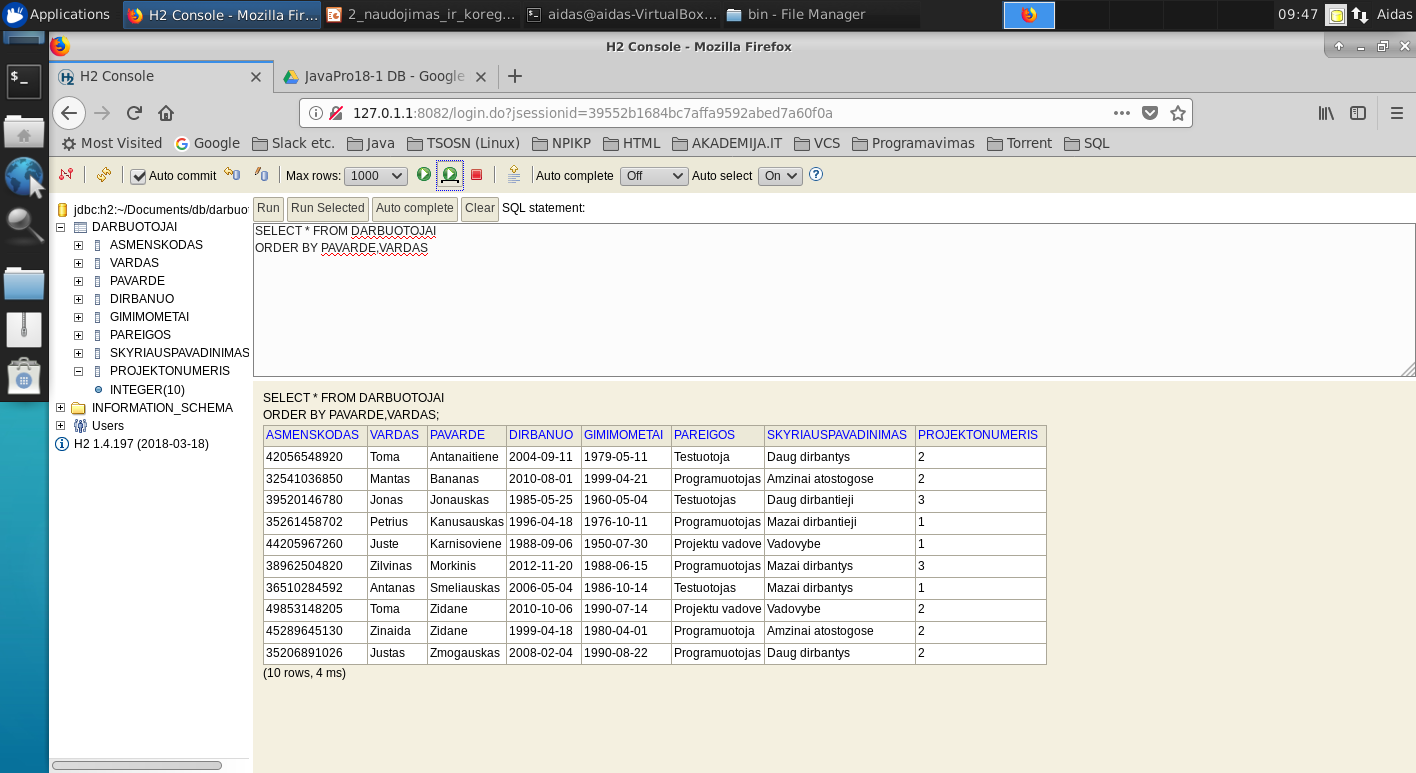 Applications H2 Console - Mozilla Fir... 2_naudojimas_ir_koreg... aidas@aidas-VirtualBox... bin - File Manager 09:47 Aidas
H2 Console - Mozilla Firefox
H2 Console JavaPro18-1 DB - Google
127.0.1.1:8082/login.do?jsessionid=39552b1684bc7affa9592abed7a60f0a
Most Visited Google Slack etc. Java TSOSN (Linux) NPIKP HTML AKADEMIJA.IT VCS Programavimas Torrent SQL
Auto commit Max rows: 1000 Auto complete Off Auto select On
jdbc:h2:~/Documents/db/darbuot
DARBUOTOJAI
ASMENSKODAS
VARDAS
PAVARDE
DIRBANUO
GIMIMOMETAI
PAREIGOS
SKYRIAUSPAVADINIMAS
PROJEKTONUMERIS
INTEGER(10)
INFORMATION_SCHEMA
Users
H2 1.4.197 (2018-03-18)
Run Run Selected Auto complete Clear SQL statement:
SELECT * FROM DARBUOTOJAI
ORDER BY PAVARDE,VARDAS
SELECT * FROM DARBUOTOJAI
ORDER BY PAVARDE,VARDAS;
ASMENSKODAS VARDAS PAVARDE DIRBANUO GIMIMOMETAI PAREIGOS SKYRIAUSPAVADINIMAS PROJEKTONUMERIS
42056548920 Toma Antanaitiene 2004-09-11 1979-05-11 Testuotoja Daug dirbantys 2
32541036850 Mantas Bananas 2010-08-01 1999-04-21 Programuotojas Amzinai atostogose 2
39520146780 Jonas Jonauskas 1985-05-25 1960-05-04 Testuotojas Daug dirbantieji 3
35261458702 Petrius Kanusauskas 1996-04-18 1976-10-11 Programuotojas Mazai dirbantieji 1
44205967260 Juste Karnisoviene 1988-09-06 1950-07-30 Projektu vadove Vadovybe 1
38962504820 Zilvinas Morkinis 2012-11-20 1988-06-15 Programuotojas Mazai dirbantys 3
36510284592 Antanas Smeliauskas 2006-05-04 1986-10-14 Testuotojas Mazai dirbantys 1
49853148205 Toma Zidane 2010-10-06 1990-07-14 Projektu vadove Vadovybe 2
45289645130 Zinaida Zidane 1999-04-18 1980-04-01 Programuotoja Amzinai atostogose 2
35206891026 Justas Zmogauskas 2008-02-04 1990-08-22 Programuotojas Daug dirbantys 2
(10 rows, 4 ms)